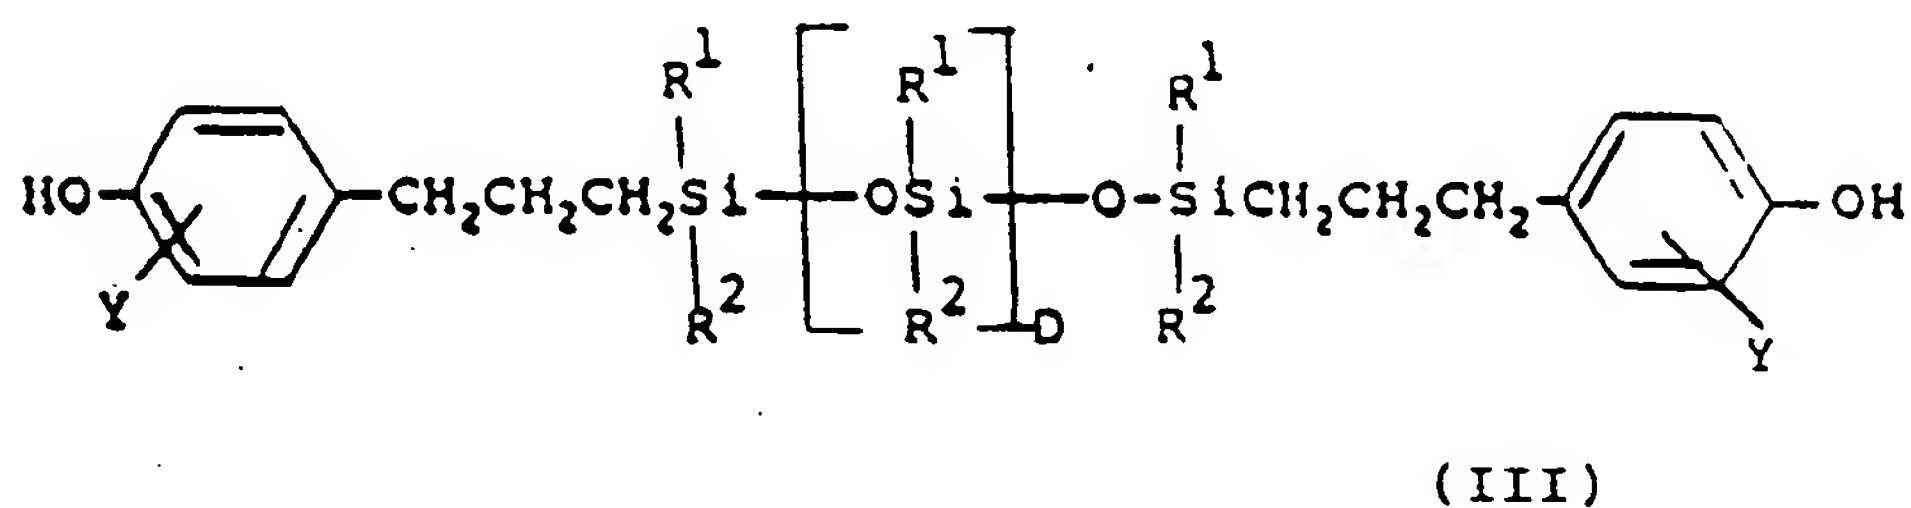 R¹ R¹ R¹
HO CH₂CH₂CH₂Si OSi O-SiCH₂CH₂CH₂ OH
Y R² R² D R² Y
(III)